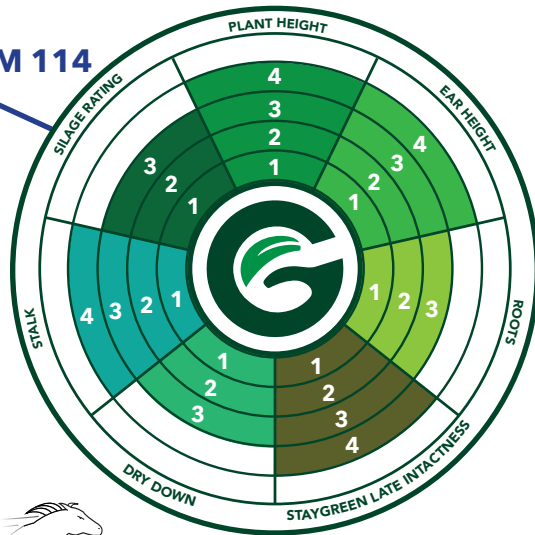 M 114
PLANT HEIGHT
4
3
2
1
EAR HEIGHT
4
3
2
1
ROOTS
1 2 3
STAYGREEN LATE INTACTNESS
1
2
3
4
DRY DOWN
1
2
3
STALK
4 3 2 1
SILAGE RATING
3
2
1